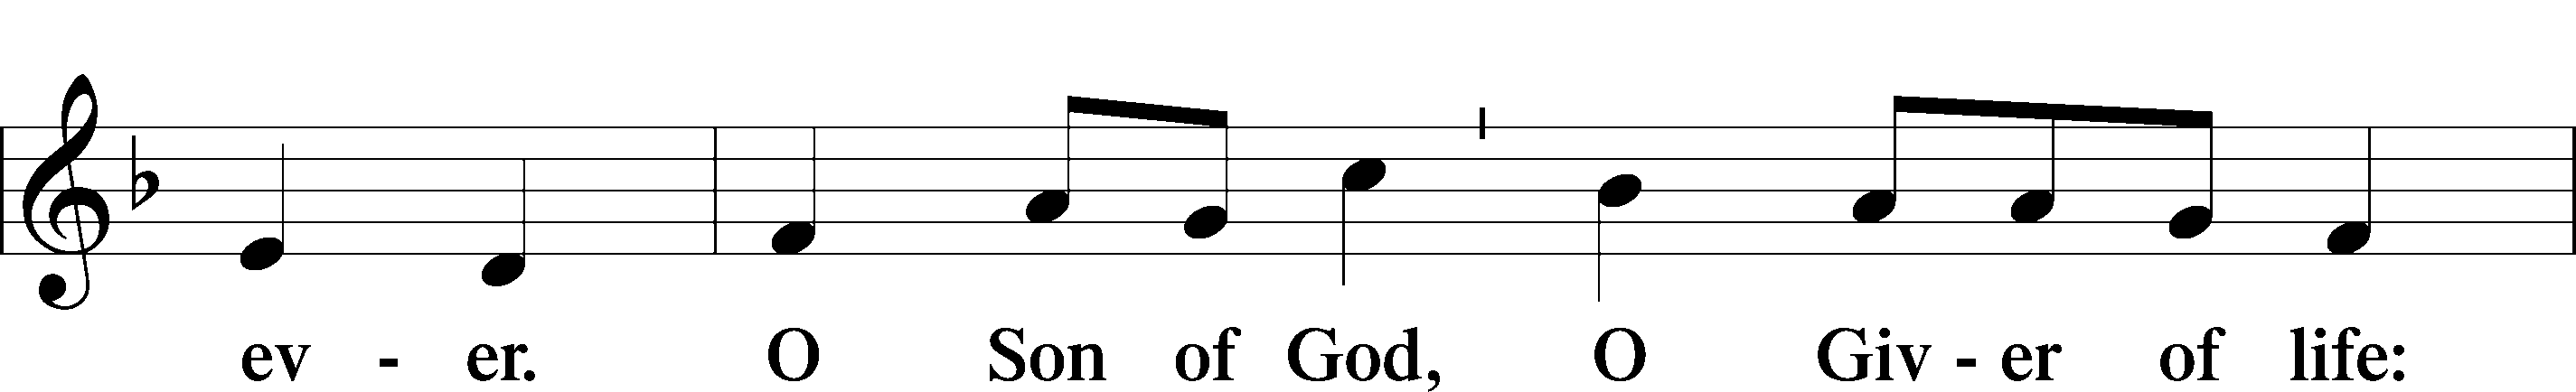 ev - er. O Son of God, O Giv - er of life: